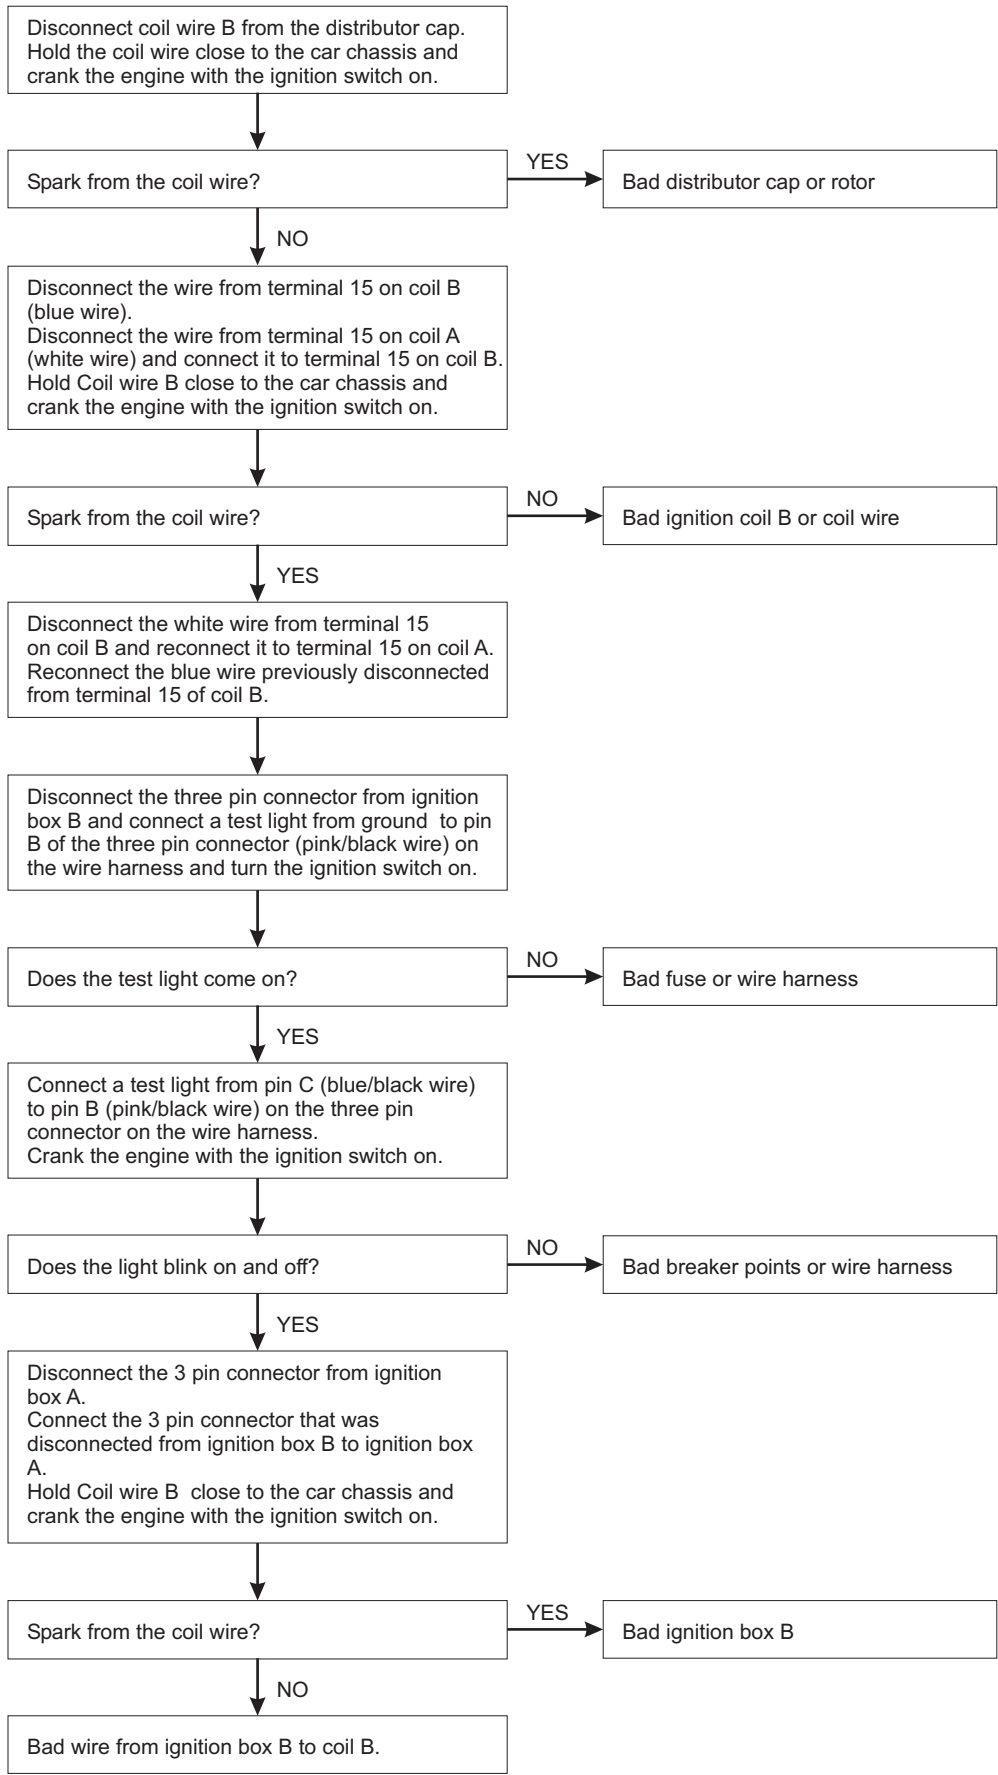 Disconnect coil wire B from the distributor cap.
Hold the coil wire close to the car chassis and
crank the engine with the ignition switch on.
Spark from the coil wire?
YES
Bad distributor cap or rotor
NO
Disconnect the wire from terminal 15 on coil B
(blue wire).
Disconnect the wire from terminal 15 on coil A
(white wire) and connect it to terminal 15 on coil B.
Hold Coil wire B close to the car chassis and
crank the engine with the ignition switch on.
Spark from the coil wire?
NO
Bad ignition coil B or coil wire
YES
Disconnect the white wire from terminal 15
on coil B and reconnect it to terminal 15 on coil A.
Reconnect the blue wire previously disconnected
from terminal 15 of coil B.
Disconnect the three pin connector from ignition
box B and connect a test light from ground to pin
B of the three pin connector (pink/black wire) on
the wire harness and turn the ignition switch on.
Does the test light come on?
NO
Bad fuse or wire harness
YES
Connect a test light from pin C (blue/black wire)
to pin B (pink/black wire) on the three pin
connector on the wire harness.
Crank the engine with the ignition switch on.
Does the light blink on and off?
NO
Bad breaker points or wire harness
YES
Disconnect the 3 pin connector from ignition
box A.
Connect the 3 pin connector that was
disconnected from ignition box B to ignition box
A.
Hold Coil wire B close to the car chassis and
crank the engine with the ignition switch on.
Spark from the coil wire?
YES
Bad ignition box B
NO
Bad wire from ignition box B to coil B.